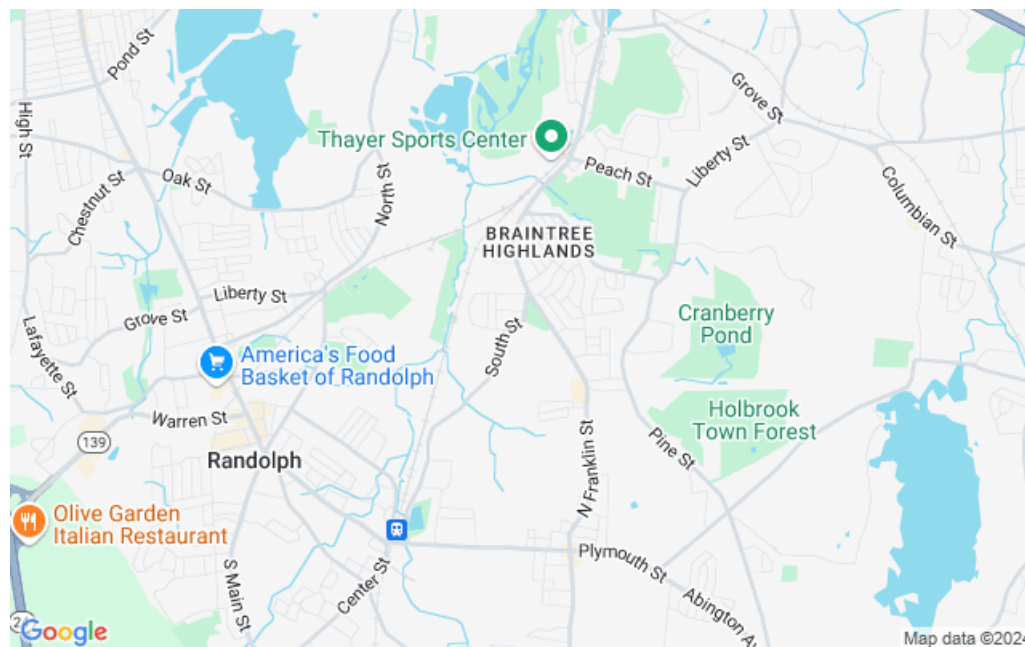 Pond St
High St
Grove St
Thayer Sports Center
Liberty St
Peach St
Oak St
Chestnut St
North St
Columbian St
BRAINTREE
HIGHLANDS
Liberty St
Grove St
Cranberry
Pond
Lafayette St
South St
America's Food
Basket of Randolph
Warren St
Holbrook
Town Forest
139
N Franklin St
Pine St
Randolph
Olive Garden
Italian Restaurant
Plymouth St
S Main St
Center St
Abington
24
Google
Map data ©2024